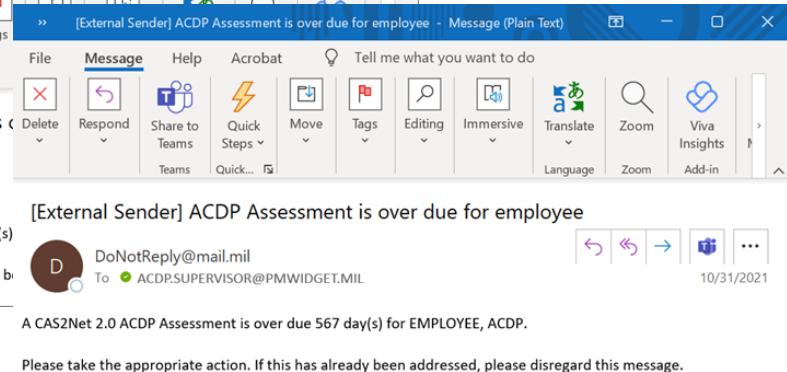 [External Sender] ACDP Assessment is over due for employee - Message (Plain Text)
File Message Help Acrobat Tell me what you want to do
Delete Respond Share to Teams Quick Steps Move Tags Editing Immersive Translate Zoom Viva Insights
Teams Quick... Language Zoom Add-in
[External Sender] ACDP Assessment is over due for employee
D
DoNotReply@mail.mil
To ACDP.SUPERVISOR@PMWIDGET.MIL 10/31/2021
A CAS2Net 2.0 ACDP Assessment is over due 567 day(s) for EMPLOYEE, ACDP.
Please take the appropriate action. If this has already been addressed, please disregard this message.